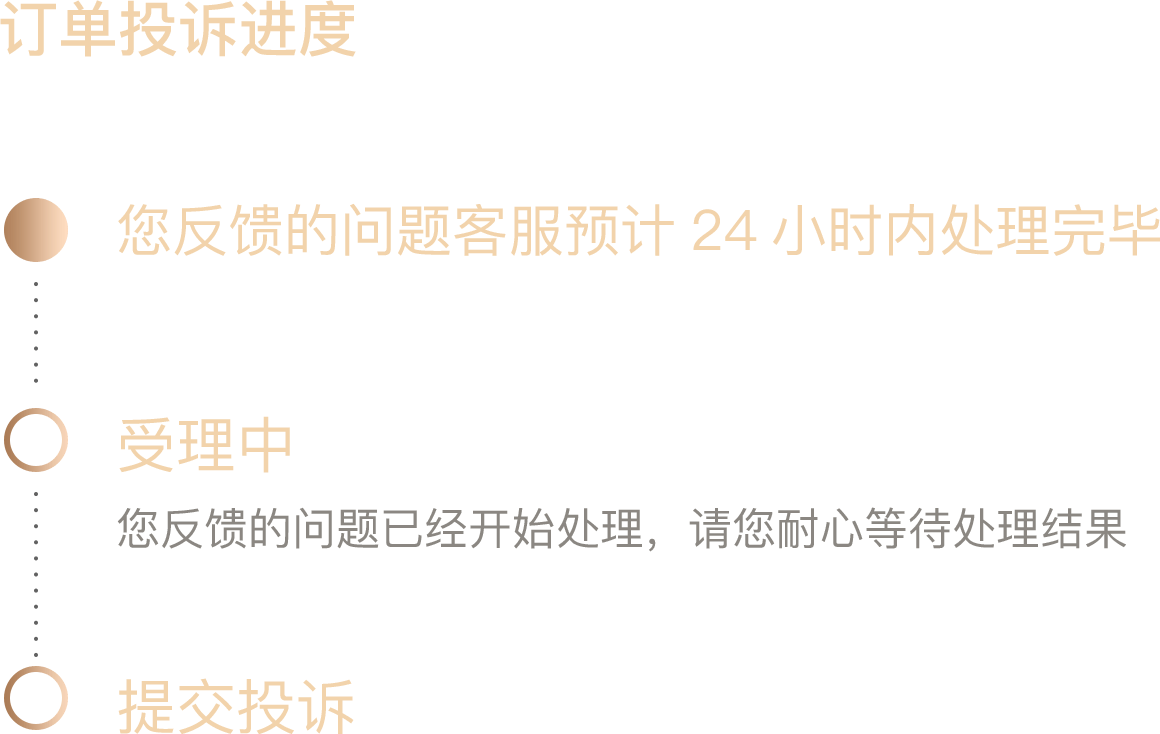 订单投诉进度
您反馈的问题客服预计 24 小时内处理完毕
受理中
您反馈的问题已经开始处理，请您耐心等待处理结果
提交投诉